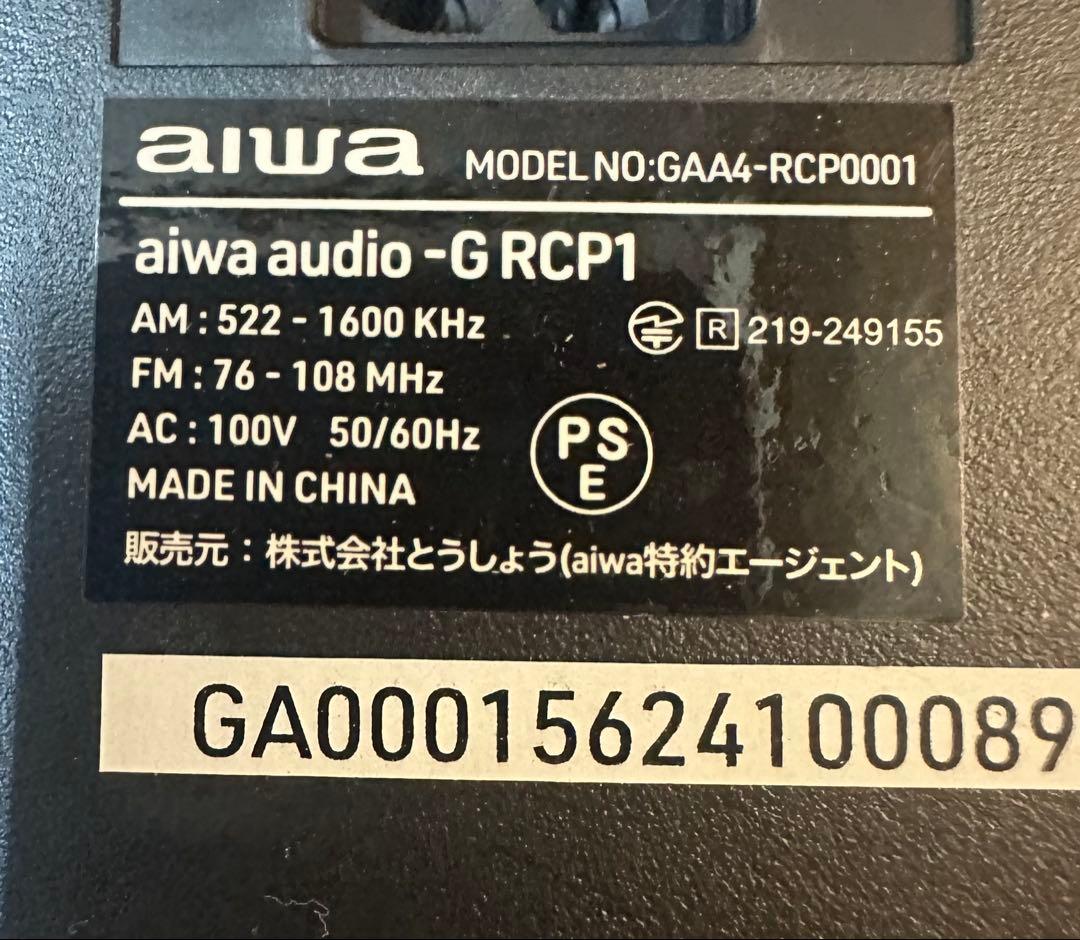 aiwa MODEL NO:GAA4-RCP0001
aiwa audio -G RCP1
AM : 522 - 1600 KHz
R 219-249155
FM : 76 - 108 MHz
AC : 100V 50/60Hz
PS
E
MADE IN CHINA
販売元：株式会社とうしょう(aiwa特約エージェント)
GA00015624100089